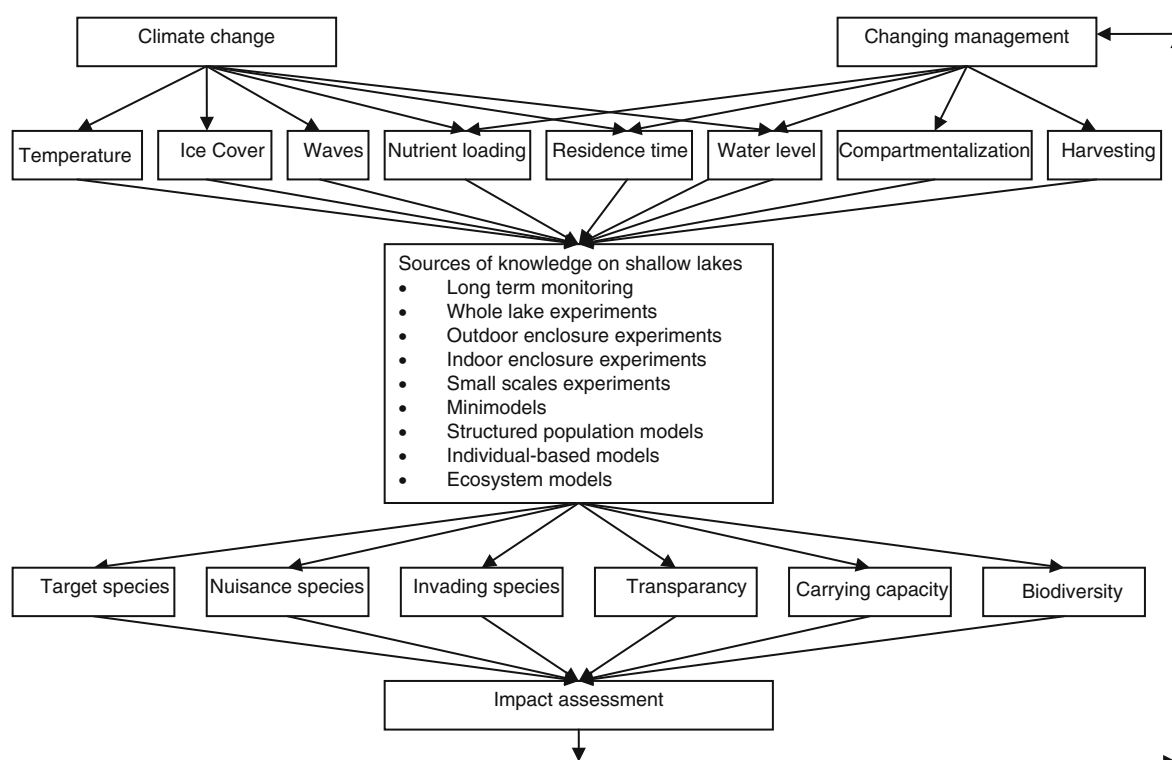 Climate change
Changing management
Temperature
Ice Cover
Waves
Nutrient loading
Residence time
Water level
Compartmentalization
Harvesting
Sources of knowledge on shallow lakes
• Long term monitoring
• Whole lake experiments
• Outdoor enclosure experiments
• Indoor enclosure experiments
• Small scales experiments
• Minimodels
• Structured population models
• Individual-based models
• Ecosystem models
Target species
Nuisance species
Invading species
Transparancy
Carrying capacity
Biodiversity
Impact assessment